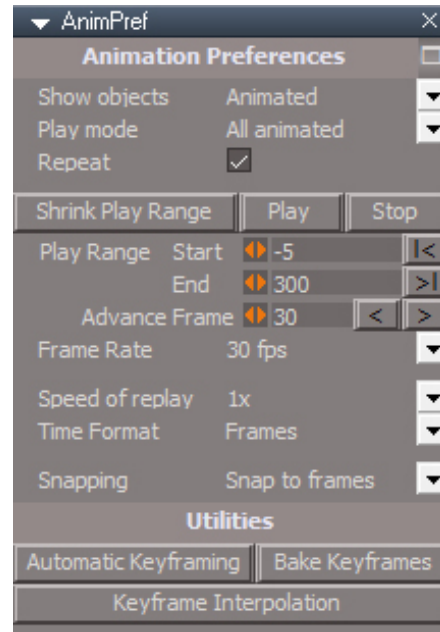 AnimPref
Animation Preferences
Show objects Animated
Play mode All animated
Repeat
Shrink Play Range Play Stop
Play Range Start -5 |<
End 300 >|
Advance Frame 30 < >
Frame Rate 30 fps
Speed of replay 1x
Time Format Frames
Snapping Snap to frames
Utilities
Automatic Keyframing Bake Keyframes
Keyframe Interpolation